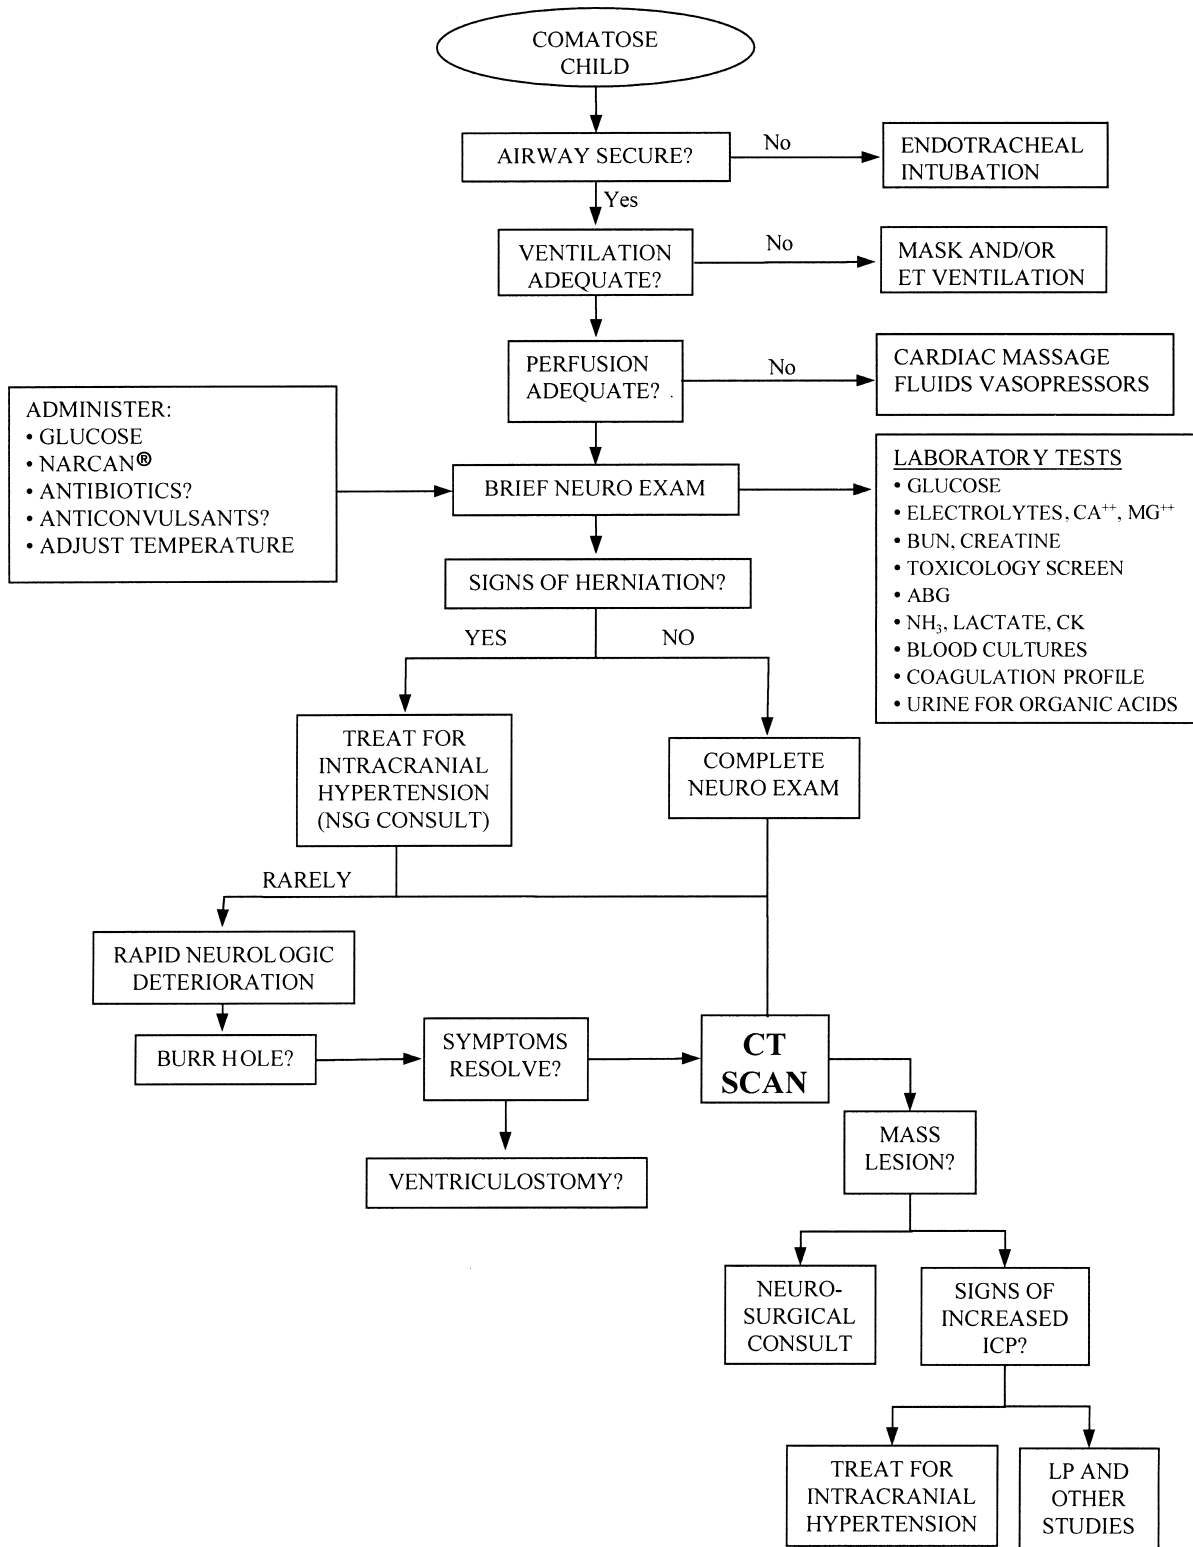 COMATOSE
CHILD
AIRWAY SECURE?
No
ENDOTRACHEAL
INTUBATION
Yes
VENTILATION
ADEQUATE?
No
MASK AND/OR
ET VENTILATION
PERFUSION
ADEQUATE?
No
CARDIAC MASSAGE
FLUIDS VASOPRESSORS
ADMINISTER:
• GLUCOSE
• NARCAN®
• ANTIBIOTICS?
• ANTICONVULSANTS?
• ADJUST TEMPERATURE
BRIEF NEURO EXAM
LABORATORY TESTS
• GLUCOSE
• ELECTROLYTES, CA⁺⁺, MG⁺⁺
• BUN, CREATINE
• TOXICOLOGY SCREEN
• ABG
• NH₃, LACTATE, CK
• BLOOD CULTURES
• COAGULATION PROFILE
• URINE FOR ORGANIC ACIDS
SIGNS OF HERNIATION?
YES
NO
TREAT FOR
INTRACRANIAL
HYPERTENSION
(NSG CONSULT)
COMPLETE
NEURO EXAM
RARELY
RAPID NEUROLOGIC
DETERIORATION
BURR HOLE?
SYMPTOMS
RESOLVE?
CT
SCAN
VENTRICULOSTOMY?
MASS
LESION?
NEURO-
SURGICAL
CONSULT
SIGNS OF
INCREASED
ICP?
TREAT FOR
INTRACRANIAL
HYPERTENSION
LP AND
OTHER
STUDIES